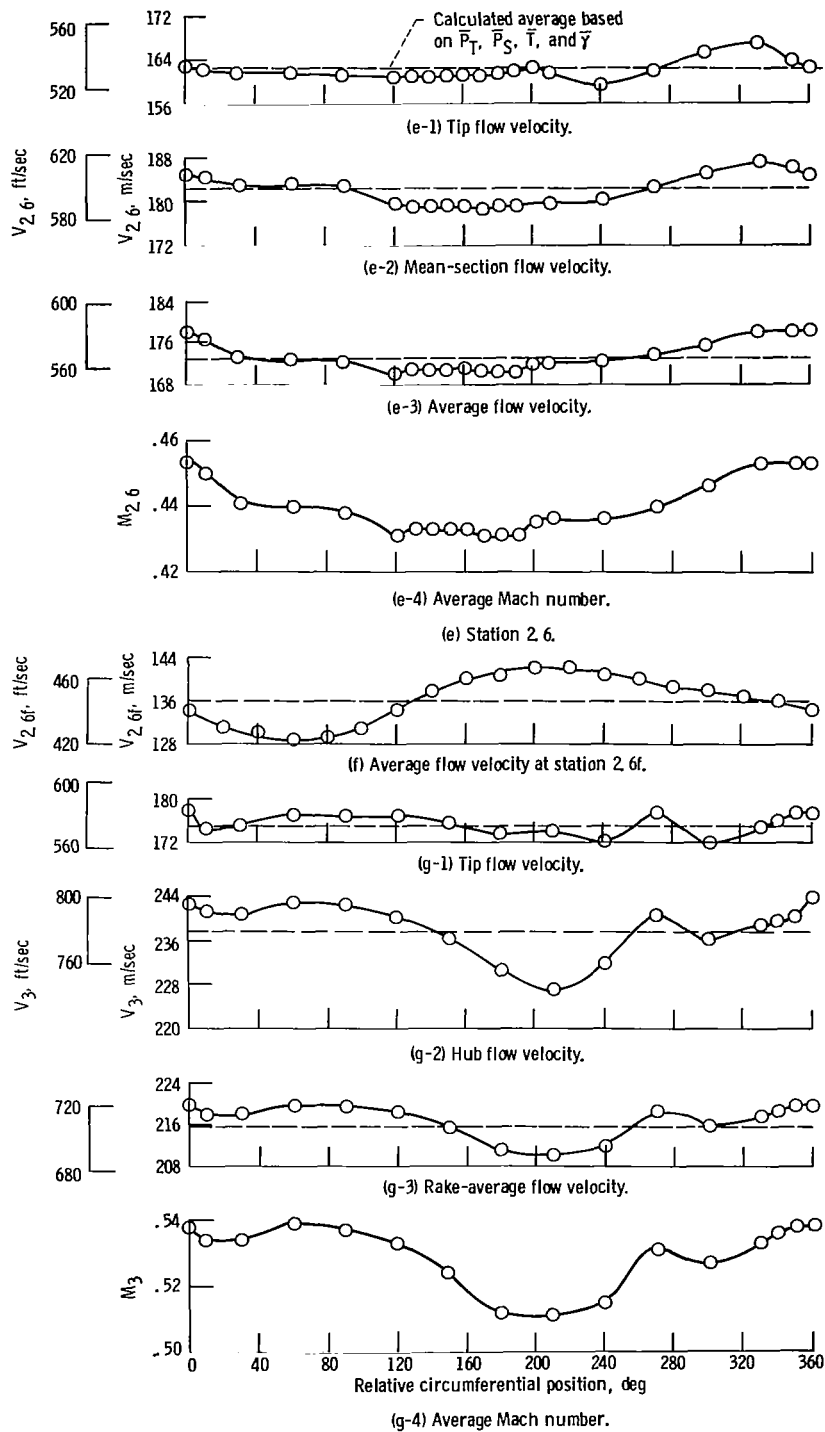 Calculated average based
on P̅T, P̅S, T̅, and γ̅
560
520
172
164
156
(e-1) Tip flow velocity.
V2.6, ft/sec
V2.6, m/sec
620
580
188
180
172
(e-2) Mean-section flow velocity.
600
560
184
176
168
(e-3) Average flow velocity.
M2.6
.46
.44
.42
(e-4) Average Mach number.
(e) Station 2.6.
V2.6f, ft/sec
V2.6f, m/sec
460
420
144
136
128
(f) Average flow velocity at station 2.6f.
600
560
180
172
(g-1) Tip flow velocity.
V3, ft/sec
V3, m/sec
800
760
244
236
228
220
(g-2) Hub flow velocity.
720
680
224
216
208
(g-3) Rake-average flow velocity.
M3
.54
.52
.50
0 40 80 120 160 200 240 280 320 360
Relative circumferential position, deg
(g-4) Average Mach number.